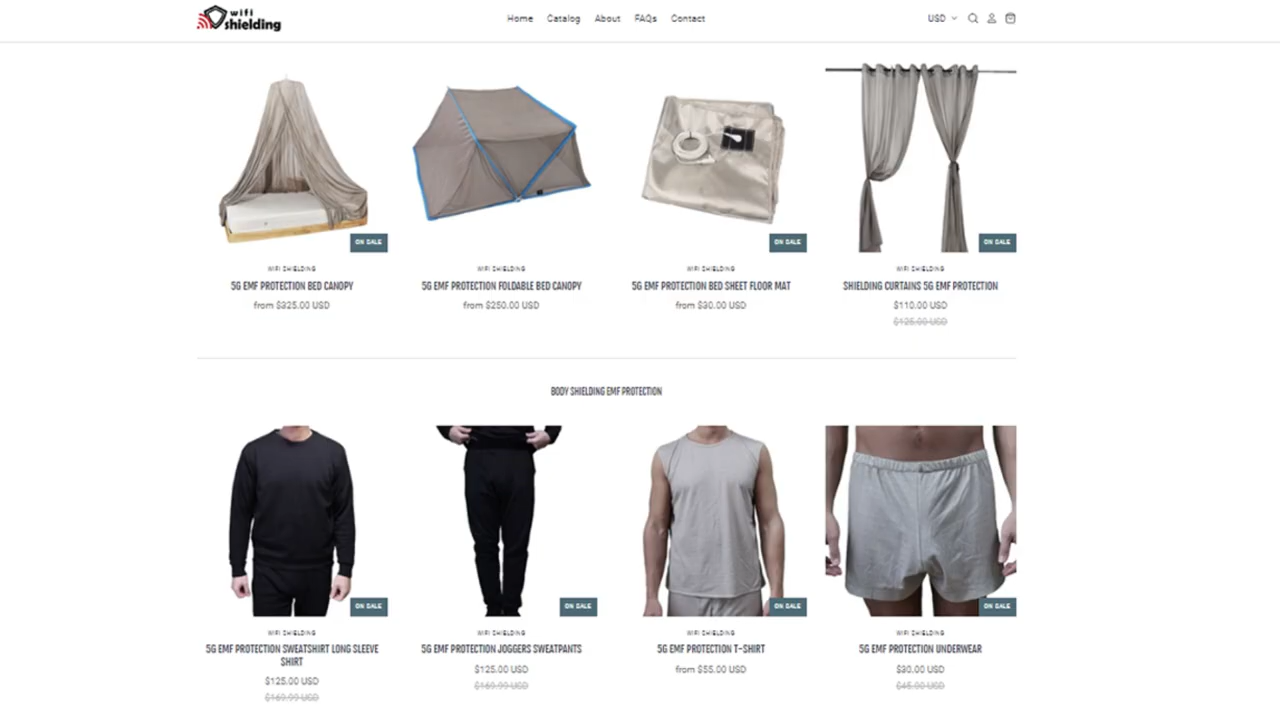 wifi
shielding
Home Catalog About FAQs Contact
USD
ON SALE
ON SALE
ON SALE
WIFI SHIELDING
WIFI SHIELDING
WIFI SHIELDING
WIFI SHIELDING
5G EMF PROTECTION BED CANOPY
5G EMF PROTECTION FOLDABLE BED CANOPY
5G EMF PROTECTION BED SHEET FLOOR MAT
SHIELDING CURTAINS 5G EMF PROTECTION
from $325.00 USD
from $250.00 USD
from $30.00 USD
$110.00 USD
$125.00 USD
BODY SHIELDING EMF PROTECTION
ON SALE
ON SALE
ON SALE
ON SALE
WIFI SHIELDING
WIFI SHIELDING
WIFI SHIELDING
WIFI SHIELDING
5G EMF PROTECTION SWEATSHIRT LONG SLEEVE
SHIRT
5G EMF PROTECTION JOGGERS SWEATPANTS
5G EMF PROTECTION T-SHIRT
5G EMF PROTECTION UNDERWEAR
$125.00 USD
$169.99 USD
$125.00 USD
$169.99 USD
from $55.00 USD
$30.00 USD
$45.00 USD